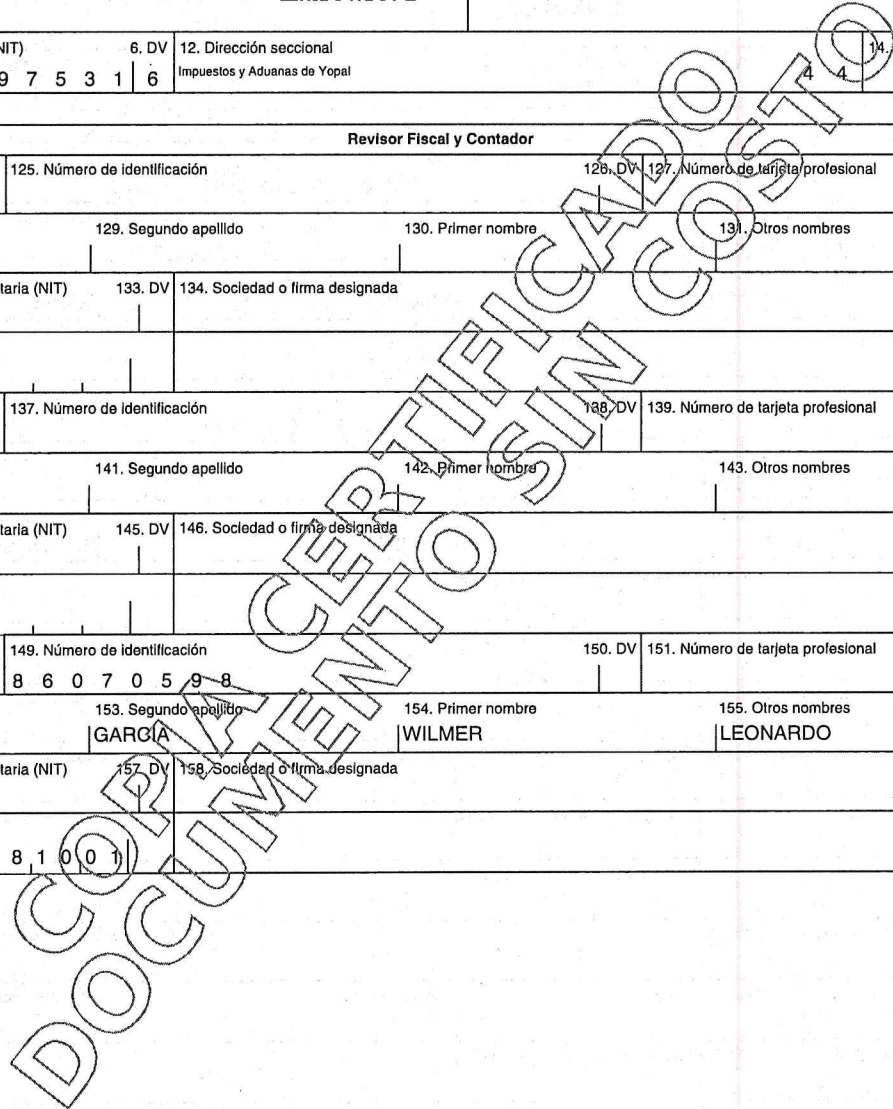 NIT) 6. DV 12. Dirección seccional 14.
9 7 5 3 1 6 Impuestos y Aduanas de Yopal 4 4
Revisor Fiscal y Contador
125. Número de identificación 126. DV 127. Número de tarjeta profesional
129. Segundo apellido 130. Primer nombre 131. Otros nombres
taria (NIT) 133. DV 134. Sociedad o firma designada
137. Número de identificación 138. DV 139. Número de tarjeta profesional
141. Segundo apellido 142. Primer nombre 143. Otros nombres
taria (NIT) 145. DV 146. Sociedad o firma designada
149. Número de identificación 150. DV 151. Número de tarjeta profesional
8 6 0 7 0 5 9 8
153. Segundo apellido 154. Primer nombre 155. Otros nombres
GARCIA WILMER LEONARDO
taria (NIT) 157. DV 158. Sociedad o firma designada
8 1 0 0 1
COPIA CERTIFICADO
DOCUMENTO SIN COSTO